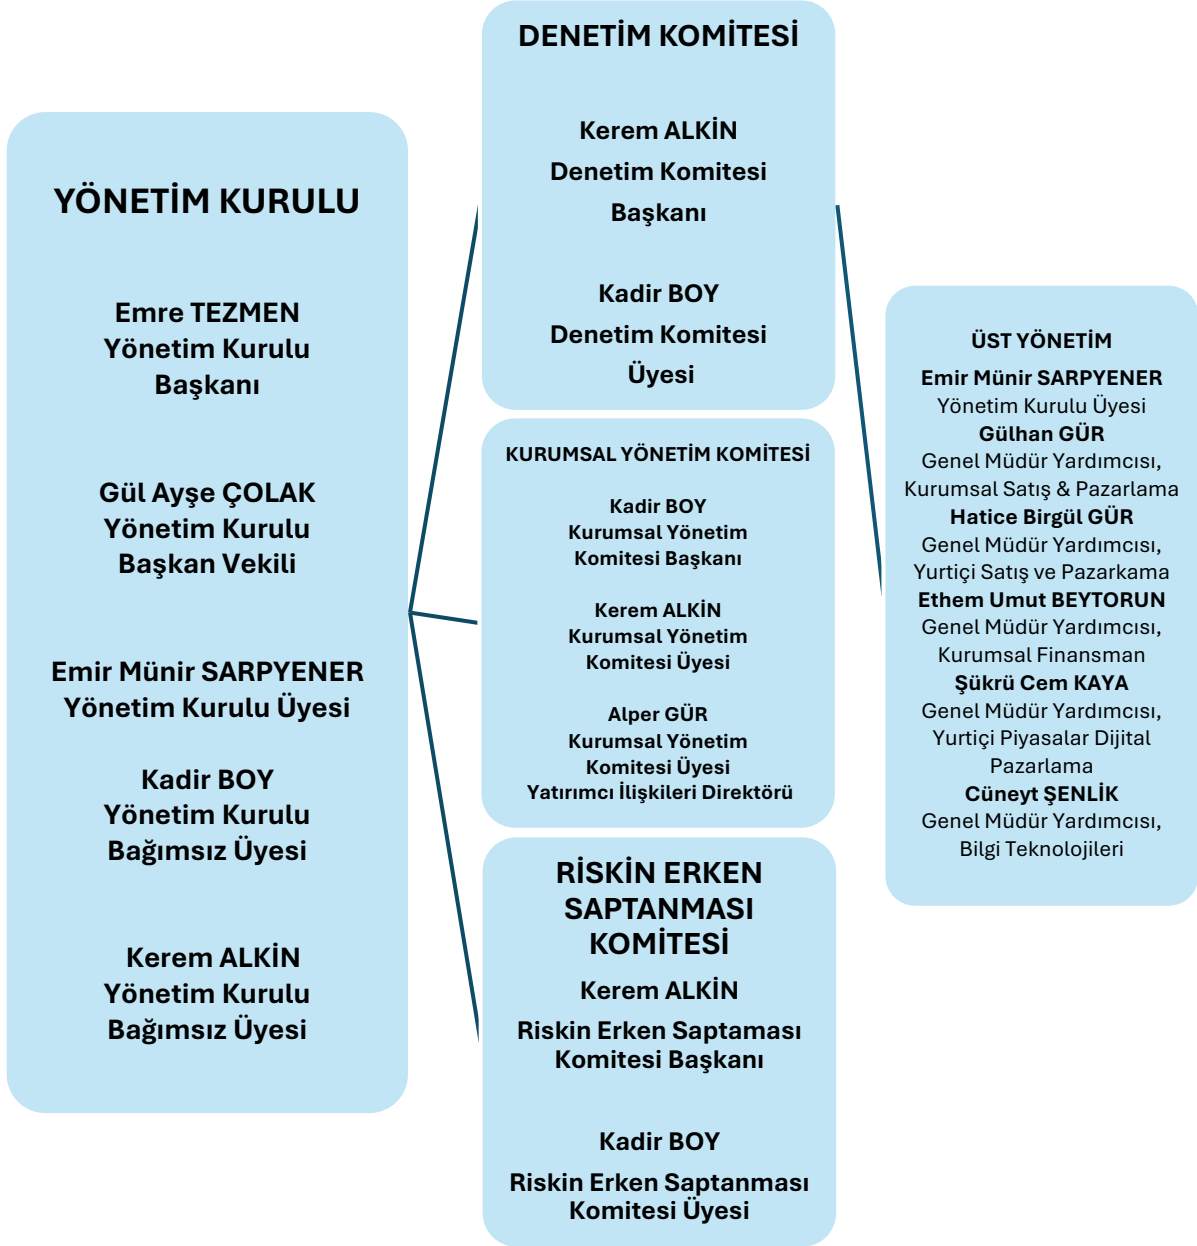 YÖNETİM KURULU
Emre TEZMEN
Yönetim Kurulu
Başkanı
Gül Ayşe ÇOLAK
Yönetim Kurulu
Başkan Vekili
Emir Münir SARPYENER
Yönetim Kurulu Üyesi
Kadir BOY
Yönetim Kurulu
Bağımsız Üyesi
Kerem ALKİN
Yönetim Kurulu
Bağımsız Üyesi
DENETİM KOMİTESİ
Kerem ALKİN
Denetim Komitesi
Başkanı
Kadir BOY
Denetim Komitesi
Üyesi
KURUMSAL YÖNETİM KOMİTESİ
Kadir BOY
Kurumsal Yönetim
Komitesi Başkanı
Kerem ALKİN
Kurumsal Yönetim
Komitesi Üyesi
Alper GÜR
Kurumsal Yönetim
Komitesi Üyesi
Yatırımcı İlişkileri Direktörü
RİSKİN ERKEN
SAPTANMASI
KOMİTESİ
Kerem ALKİN
Riskin Erken Saptaması
Komitesi Başkanı
Kadir BOY
Riskin Erken Saptanması
Komitesi Üyesi
ÜST YÖNETİM
Emir Münir SARPYENER
Yönetim Kurulu Üyesi
Gülhan GÜR
Genel Müdür Yardımcısı,
Kurumsal Satış & Pazarlama
Hatice Birgül GÜR
Genel Müdür Yardımcısı,
Yurtiçi Satış ve Pazarkama
Ethem Umut BEYTORUN
Genel Müdür Yardımcısı,
Kurumsal Finansman
Şükrü Cem KAYA
Genel Müdür Yardımcısı,
Yurtiçi Piyasalar Dijital
Pazarlama
Cüneyt ŞENLİK
Genel Müdür Yardımcısı,
Bilgi Teknolojileri